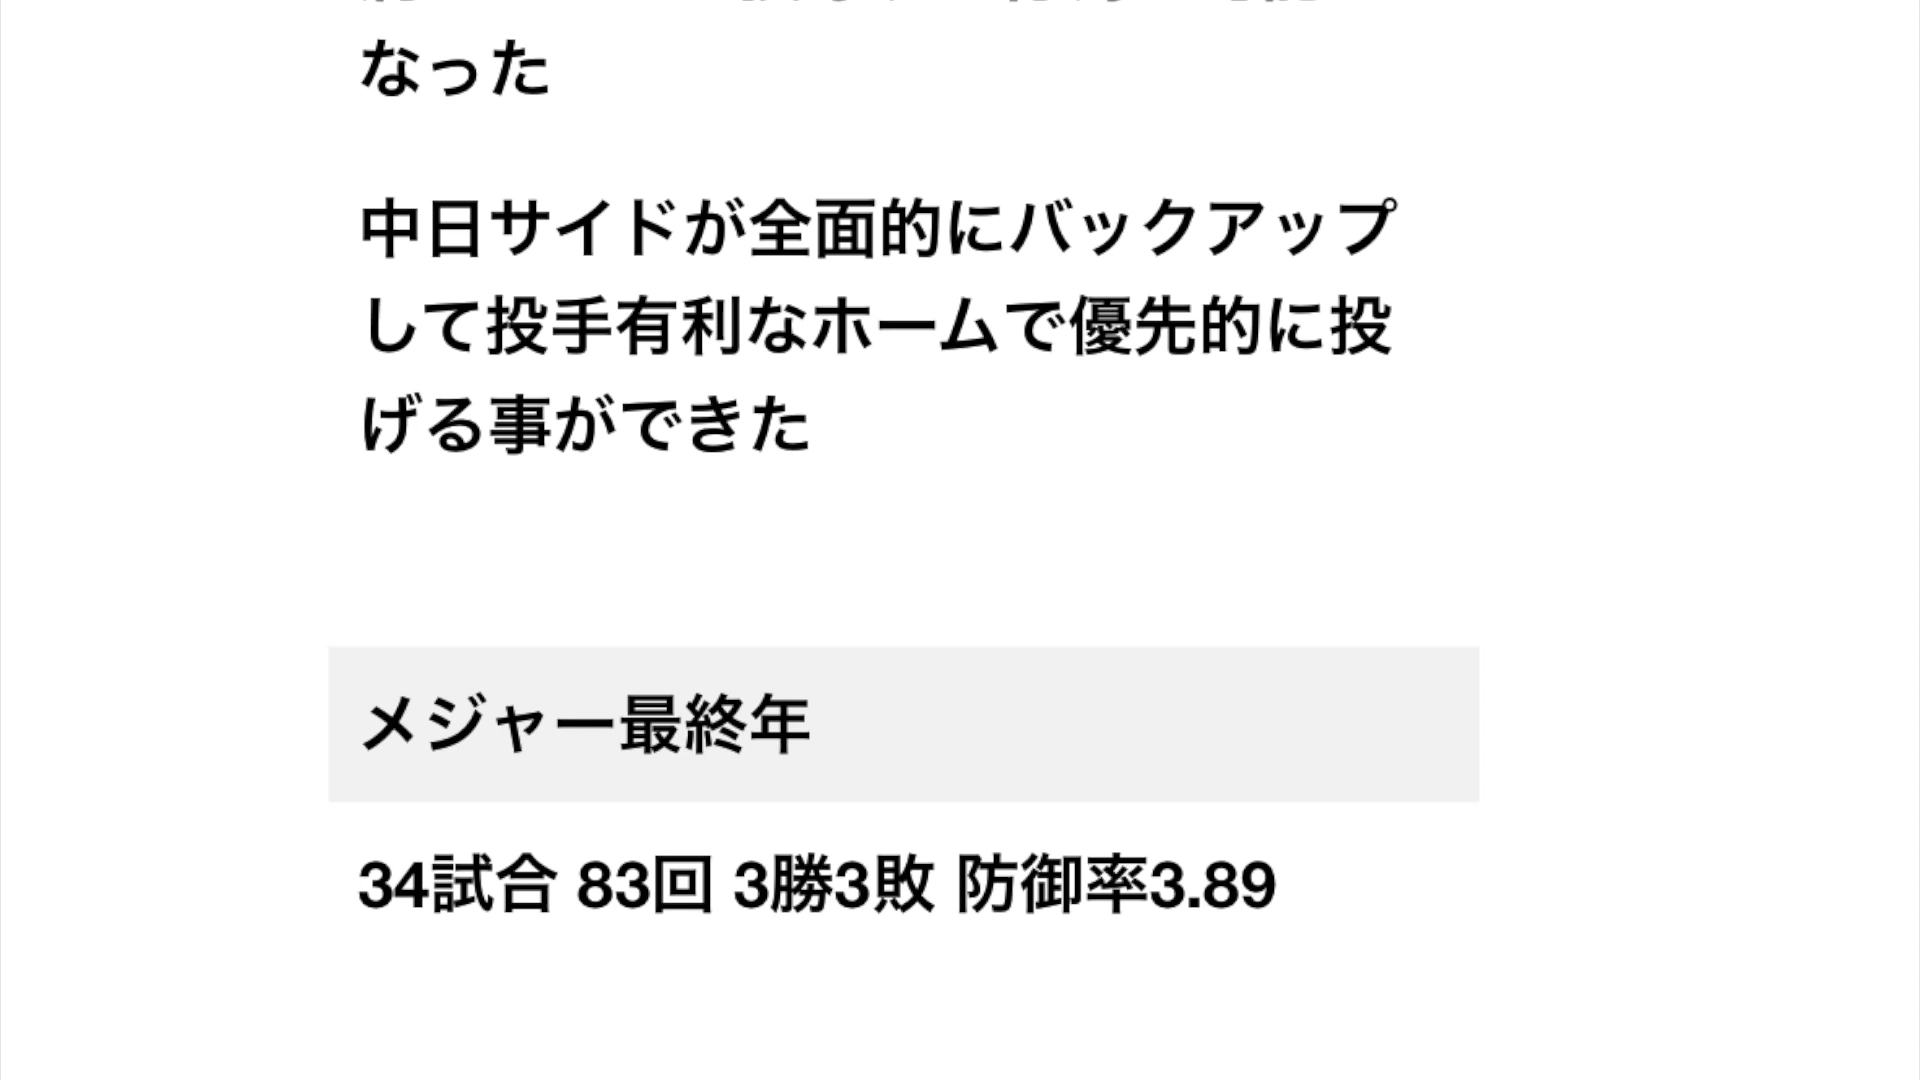 なった
中日サイドが全面的にバックアップ
して投手有利なホームで優先的に投
げる事ができた
メジャー最終年
34試合 83回 3勝3敗 防御率3.89